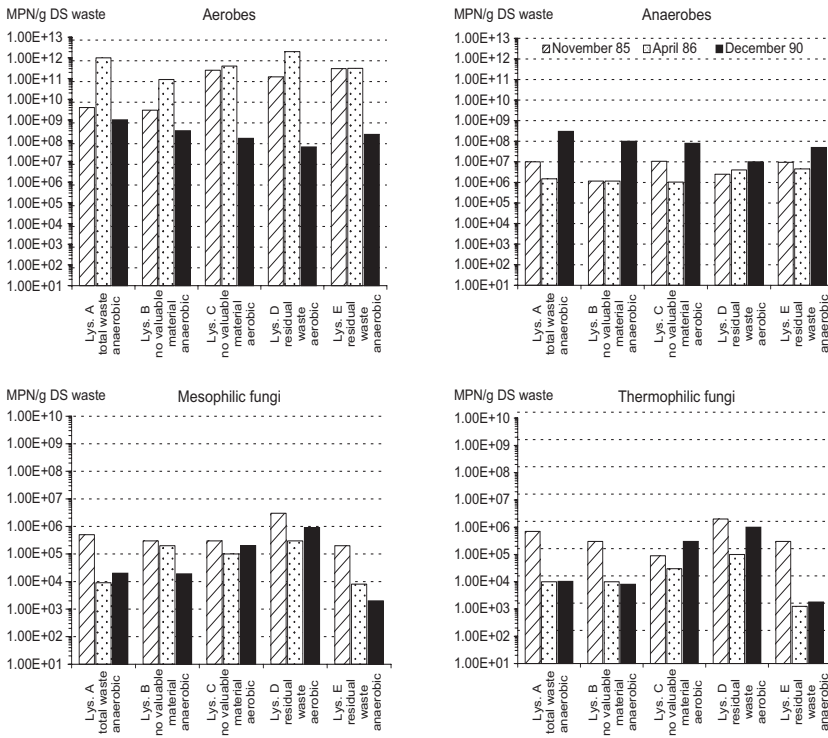 MPN/g DS waste
Aerobes
1.00E+13
1.00E+12
1.00E+11
1.00E+10
1.00E+09
1.00E+08
1.00E+07
1.00E+06
1.00E+05
1.00E+04
1.00E+03
1.00E+02
1.00E+01
Lys. A
total waste
anaerobic
Lys. B
no valuable
material
anaerobic
Lys. C
no valuable
material
aerobic
Lys. D
residual
waste
aerobic
Lys. E
residual
waste
anaerobic
MPN/g DS waste
Anaerobes
November 85 April 86 December 90
1.00E+13
1.00E+12
1.00E+11
1.00E+10
1.00E+09
1.00E+08
1.00E+07
1.00E+06
1.00E+05
1.00E+04
1.00E+03
1.00E+02
1.00E+01
Lys. A
total waste
anaerobic
Lys. B
no valuable
material
anaerobic
Lys. C
no valuable
material
aerobic
Lys. D
residual
waste
aerobic
Lys. E
residual
waste
anaerobic
MPN/g DS waste
Mesophilic fungi
1.00E+10
1.00E+09
1.00E+08
1.00E+07
1.00E+06
1.00E+05
1.00E+04
1.00E+03
1.00E+02
1.00E+01
Lys. A
total waste
anaerobic
Lys. B
no valuable
material
anaerobic
Lys. C
no valuable
material
aerobic
Lys. D
residual
waste
aerobic
Lys. E
residual
waste
anaerobic
MPN/g DS waste
Thermophilic fungi
1.00E+10
1.00E+09
1.00E+08
1.00E+07
1.00E+06
1.00E+05
1.00E+04
1.00E+03
1.00E+02
1.00E+01
Lys. A
total waste
anaerobic
Lys. B
no valuable
material
anaerobic
Lys. C
no valuable
material
aerobic
Lys. D
residual
waste
aerobic
Lys. E
residual
waste
anaerobic